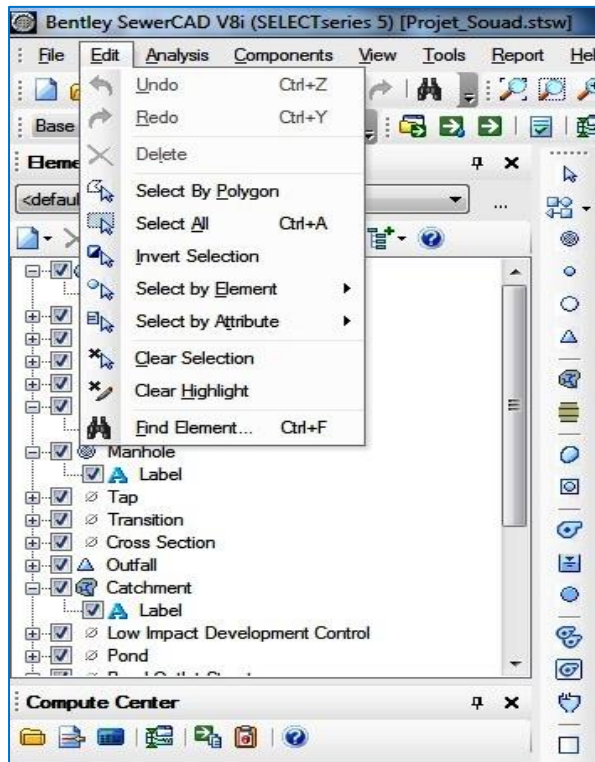 Bentley SewerCAD V8i (SELECTseries 5) [Projet_Souad.stsw]
File Edit Analysis Components View Tools Report Hel
Base
Eleme
<defaul
...
Undo Ctrl+Z
Redo Ctrl+Y
Delete
Select By Polygon
Select All Ctrl+A
Invert Selection
Select by Element
Select by Attribute
Clear Selection
Clear Highlight
Find Element... Ctrl+F
Manhole
Label
Tap
Transition
Cross Section
Outfall
Catchment
Label
Low Impact Development Control
Pond
Compute Center